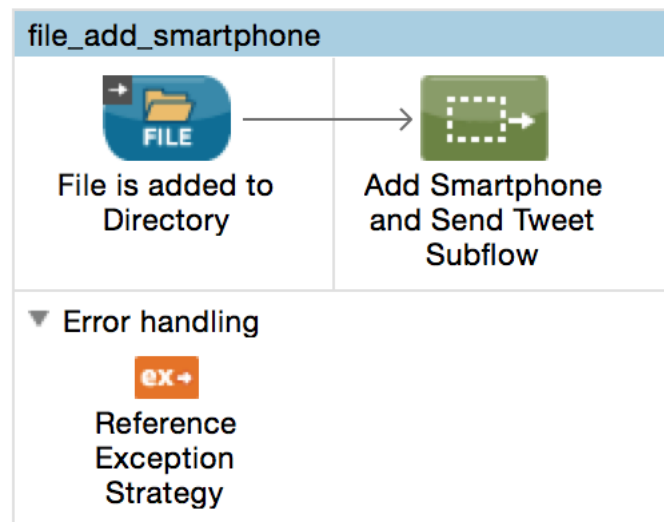 file_add_smartphone
FILE
File is added to
Directory
Add Smartphone
and Send Tweet
Subflow
Error handling
ex
Reference
Exception
Strategy